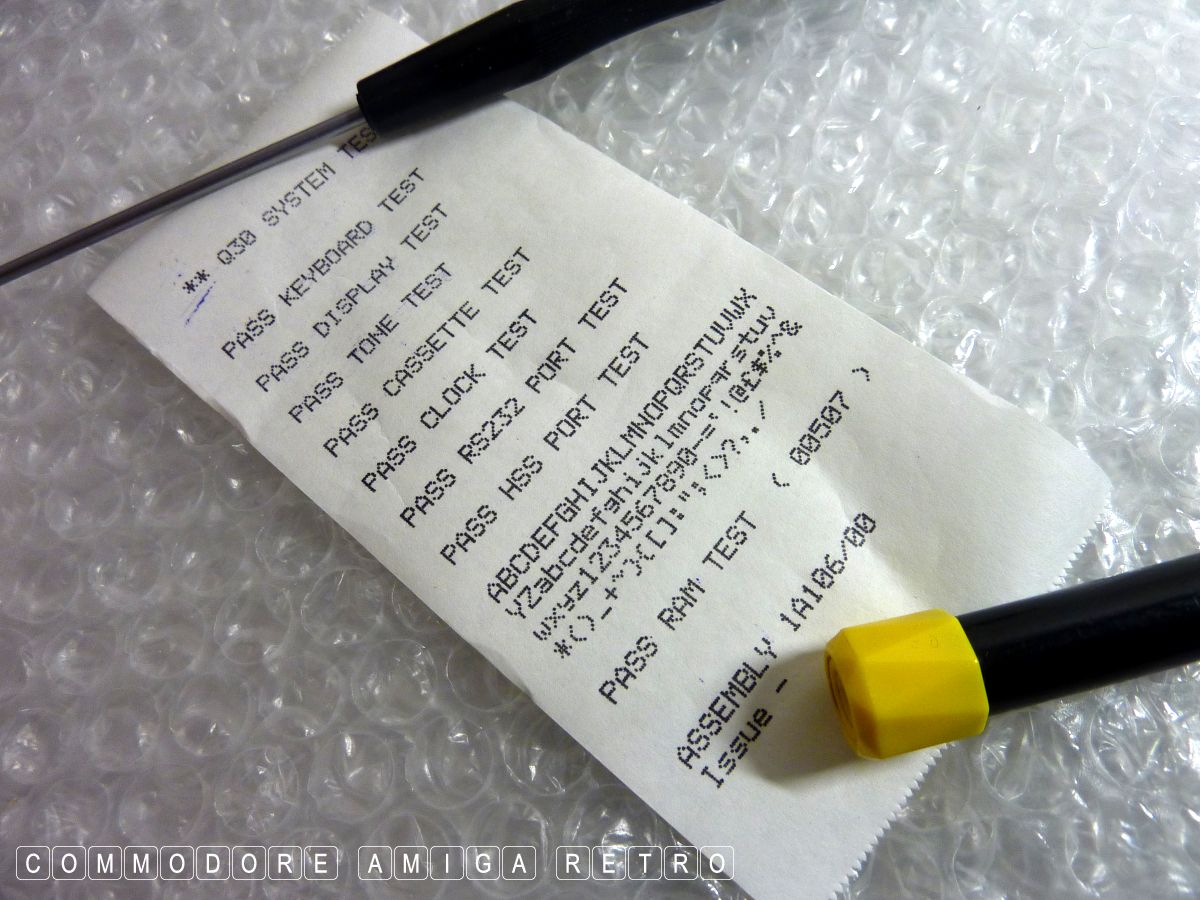 ** Q30 SYSTEM TES
PASS KEYBOARD TEST
PASS DISPLAY TEST
PASS TONE TEST
PASS CASSETTE TEST
PASS CLOCK TEST
PASS RS232 PORT TEST
PASS HSS PORT TEST
ABCDEFGHIJKLMNOPQRSTUVWX
YZabcdefghijklmnopqrstuv
wxyz1234567890-=¦!@£#%^&
*()_+~}{[]:";<>?,./
PASS RAM TEST ( 00507 )
ASSEMBLY 1A106/00
Issue _
COMMODORE AMIGA RETRO